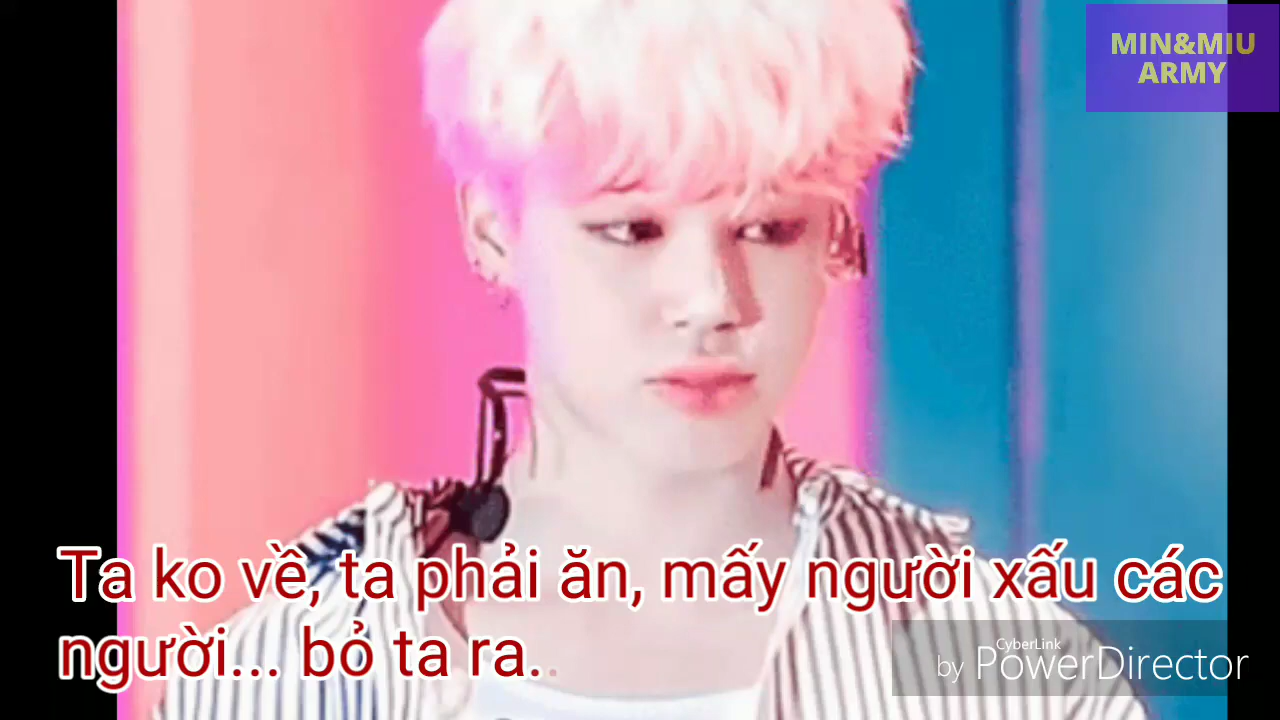 MIN&MIU
ARMY
Ta ko về, ta phải ăn, mấy người xấu các
người... bỏ ta ra..
CyberLink
by PowerDirector